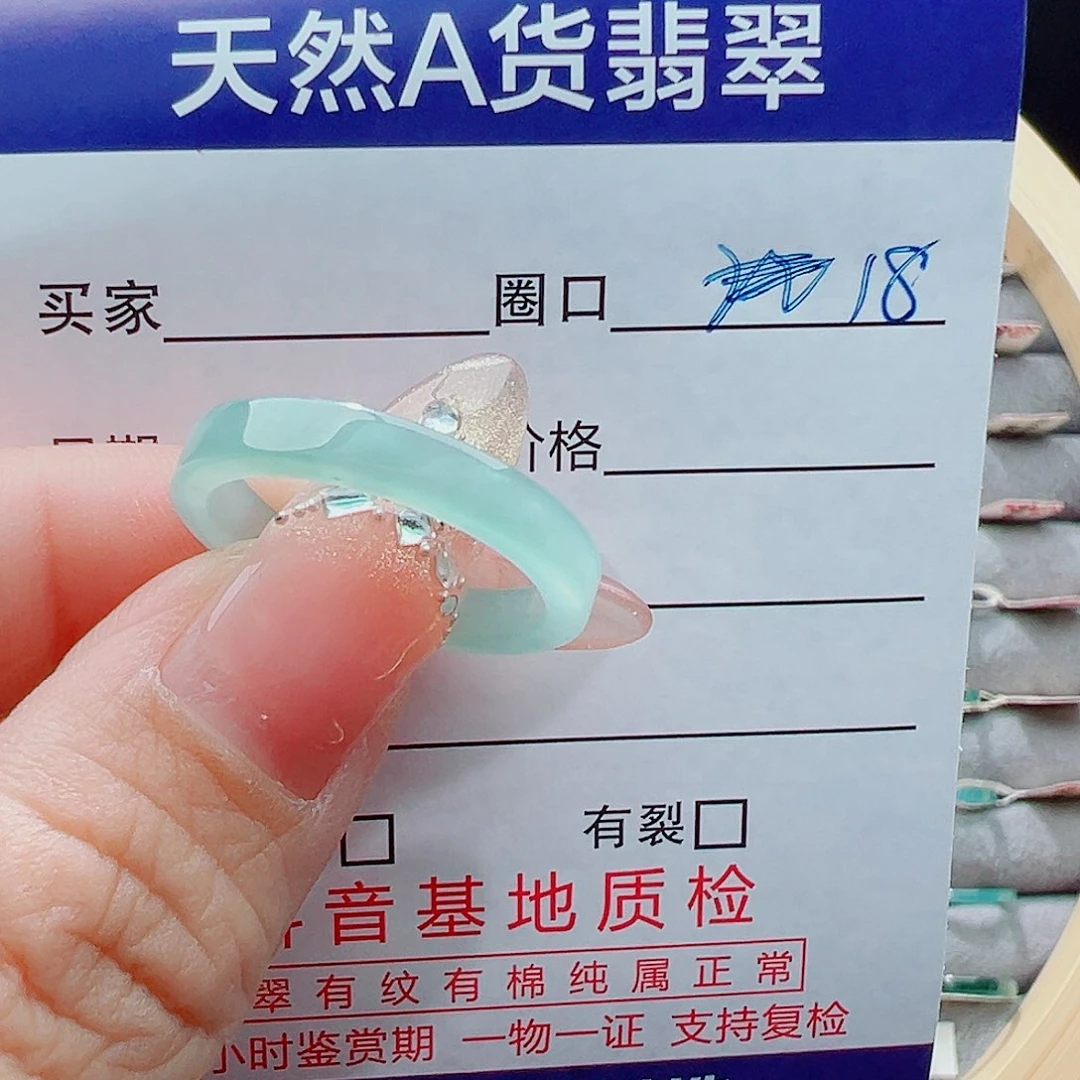 天然A货翡翠
买家 圈口 18
日期 价格
有裂
音基地质检
翠有纹有棉纯属正常
小时鉴赏期 一物一证 支持复检